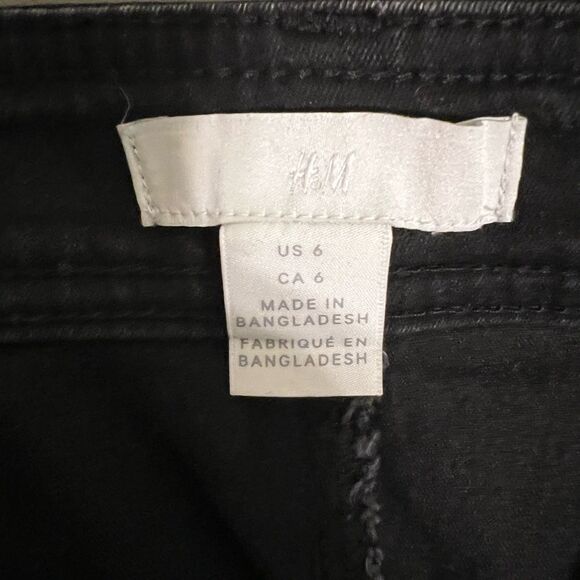 H&M
US 6
CA 6
MADE IN
BANGLADESH
FABRIQUÉ EN
BANGLADESH